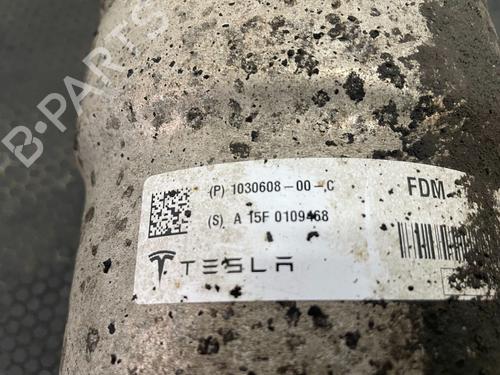 B-PARTS
(P) 1030608-00-C
FDM
(S) A 15F 0109468
TESLA